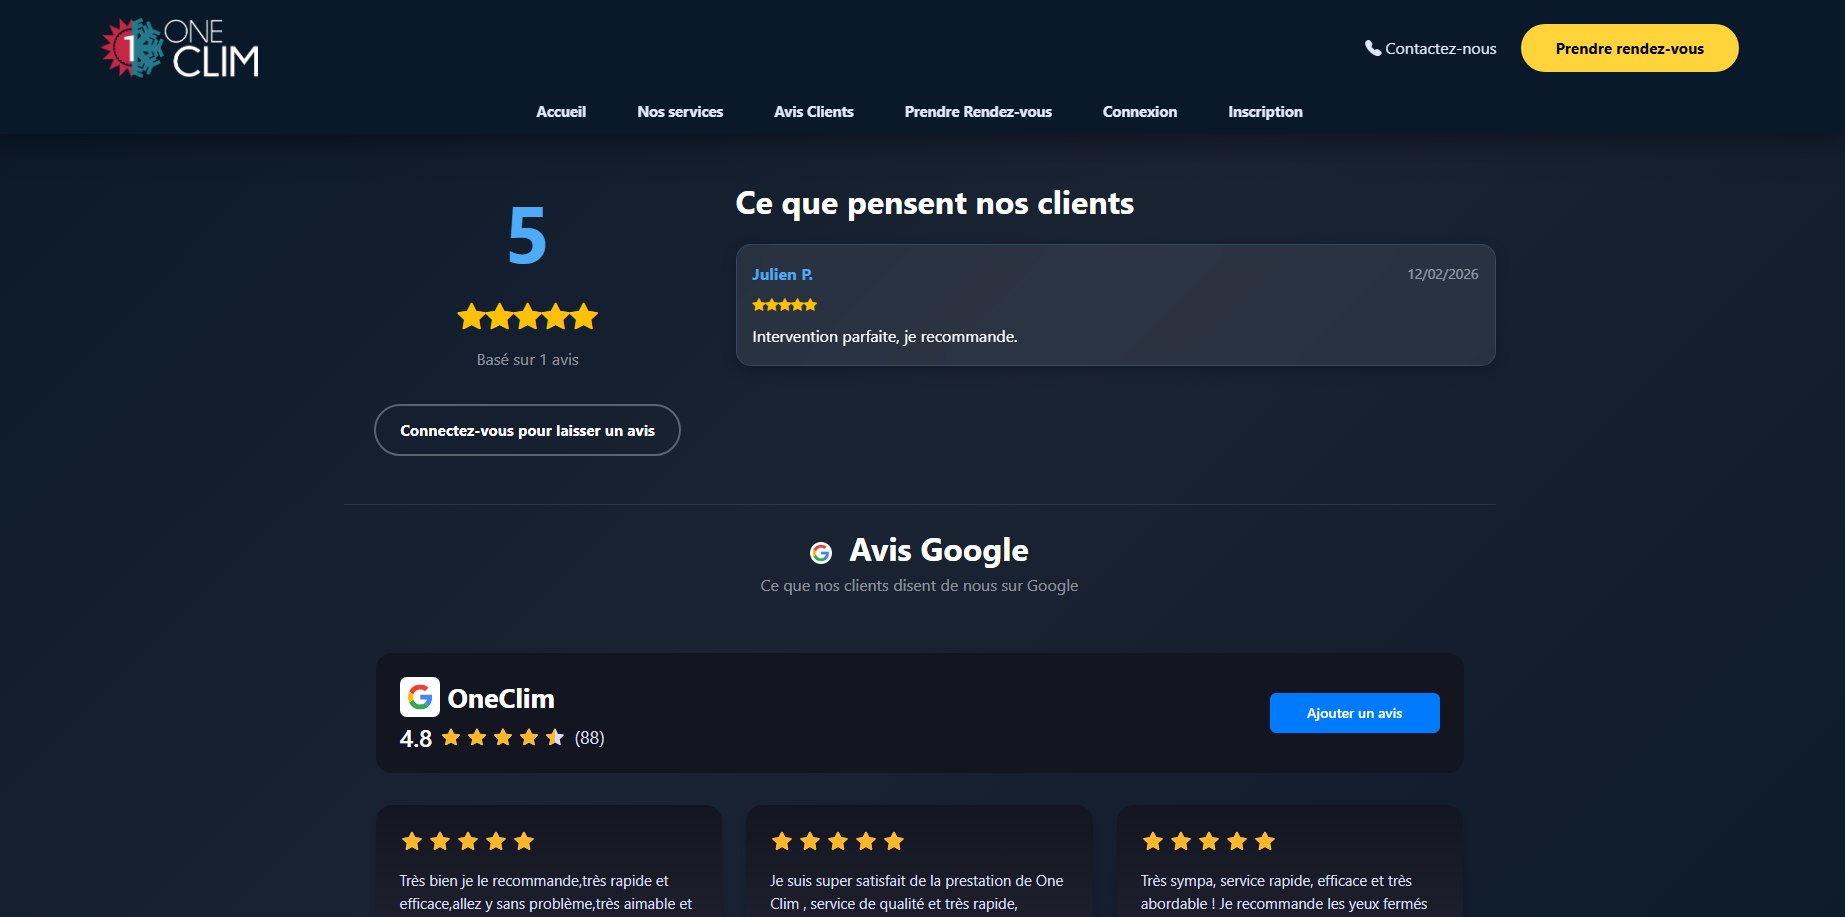 1 ONE
CLIM
Contactez-nous
Prendre rendez-vous
Accueil Nos services Avis Clients Prendre Rendez-vous Connexion Inscription
5
Basé sur 1 avis
Connectez-vous pour laisser un avis
Ce que pensent nos clients
Julien P. 12/02/2026
Intervention parfaite, je recommande.
Avis Google
Ce que nos clients disent de nous sur Google
OneClim
4.8 (88)
Ajouter un avis
Très bien je le recommande,très rapide et
efficace,allez y sans problème,très aimable et
Je suis super satisfait de la prestation de One
Clim , service de qualité et très rapide,
Très sympa, service rapide, efficace et très
abordable ! Je recommande les yeux fermés